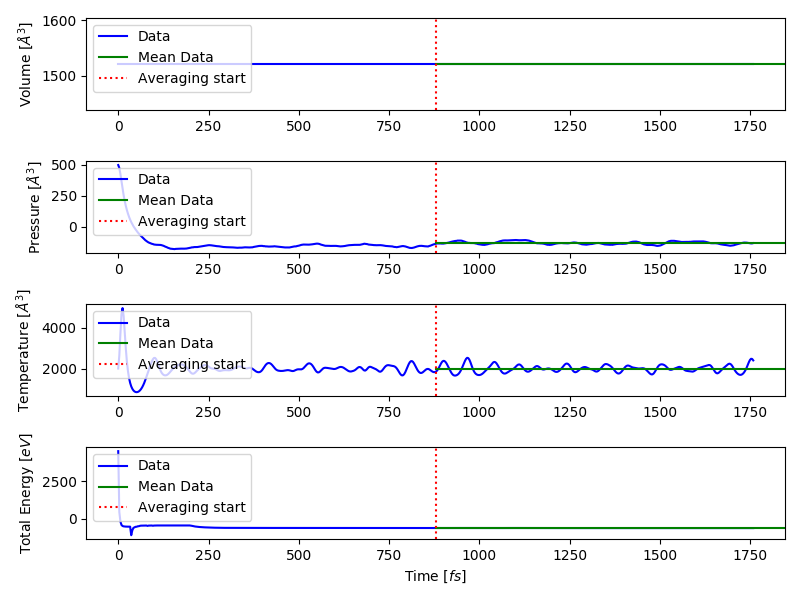 1600
1500
Volume [Å³]
Data
Mean Data
Averaging start
0 250 500 750 1000 1250 1500 1750
500
250
0
Pressure [Å³]
Data
Mean Data
Averaging start
0 250 500 750 1000 1250 1500 1750
4000
2000
Temperature [Å³]
Data
Mean Data
Averaging start
0 250 500 750 1000 1250 1500 1750
2500
0
Total Energy [eV]
Data
Mean Data
Averaging start
0 250 500 750 1000 1250 1500 1750
Time [fs]